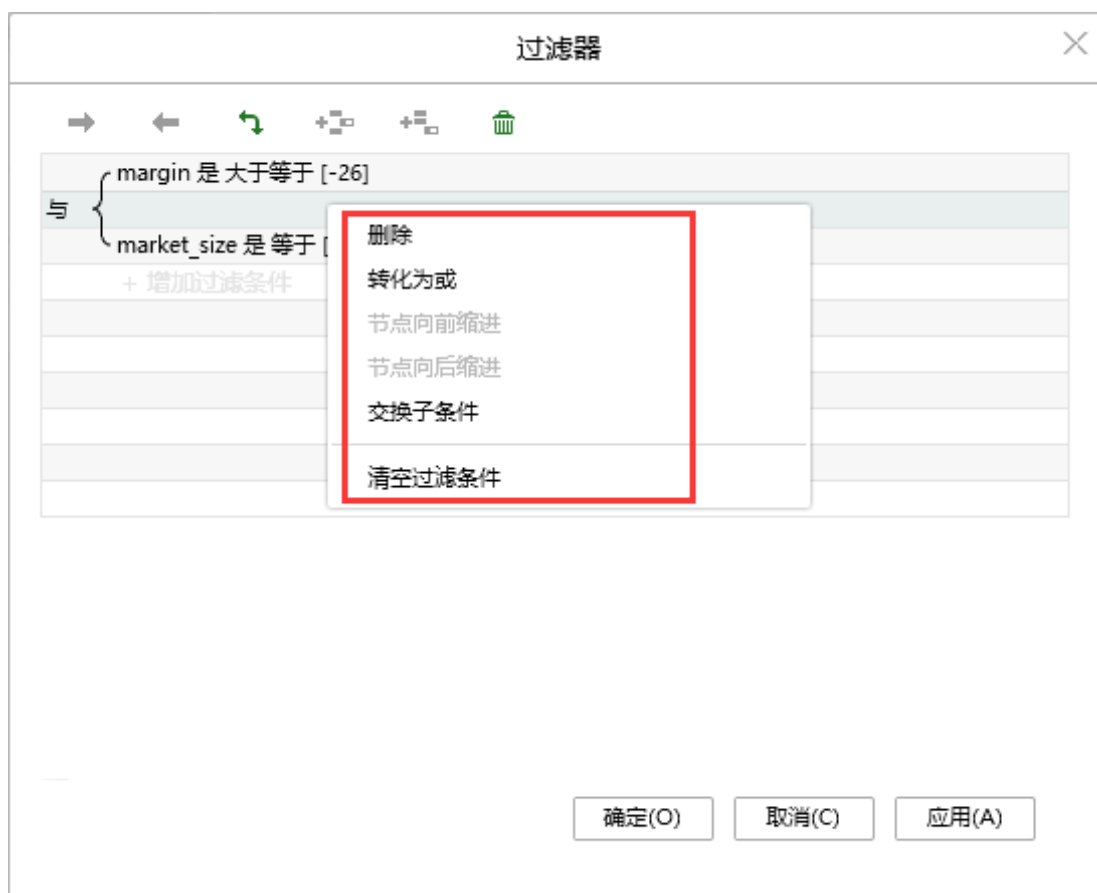 过滤器
margin 是 大于等于 [-26]
与
market_size 是 等于 [
+ 增加过滤条件
删除
转化为或
节点向前缩进
节点向后缩进
交换子条件
清空过滤条件
确定(O)
取消(C)
应用(A)